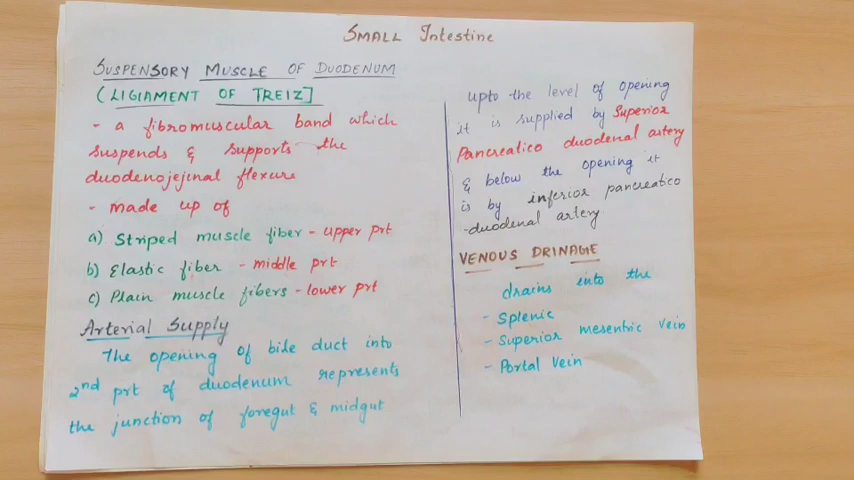 SMALL Intestine
SUSPENSORY MUSCLE OF DUODENUM
(LIGIAMENT OF TREIZ]
- a fibromuscular band which
suspends & supports the
duodenojejinal flexure
- made up of
a) Striped muscle fiber - upper prt
b) Elastic fiber - middle prt
c) Plain muscle fibers - lower prt
Arterial Supply
The opening of bile duct into
2nd prt of duodenum represents
the junction of foregut & midgut
upto the level of opening
it is supplied by Superior
Pancreatico duodenal artery
& below the opening it
is by inferior pancreatico
-duodenal artery
VENOUS DRINAGE
drains into the
- Splenic
- Superior mesentric vein
- Portal vein